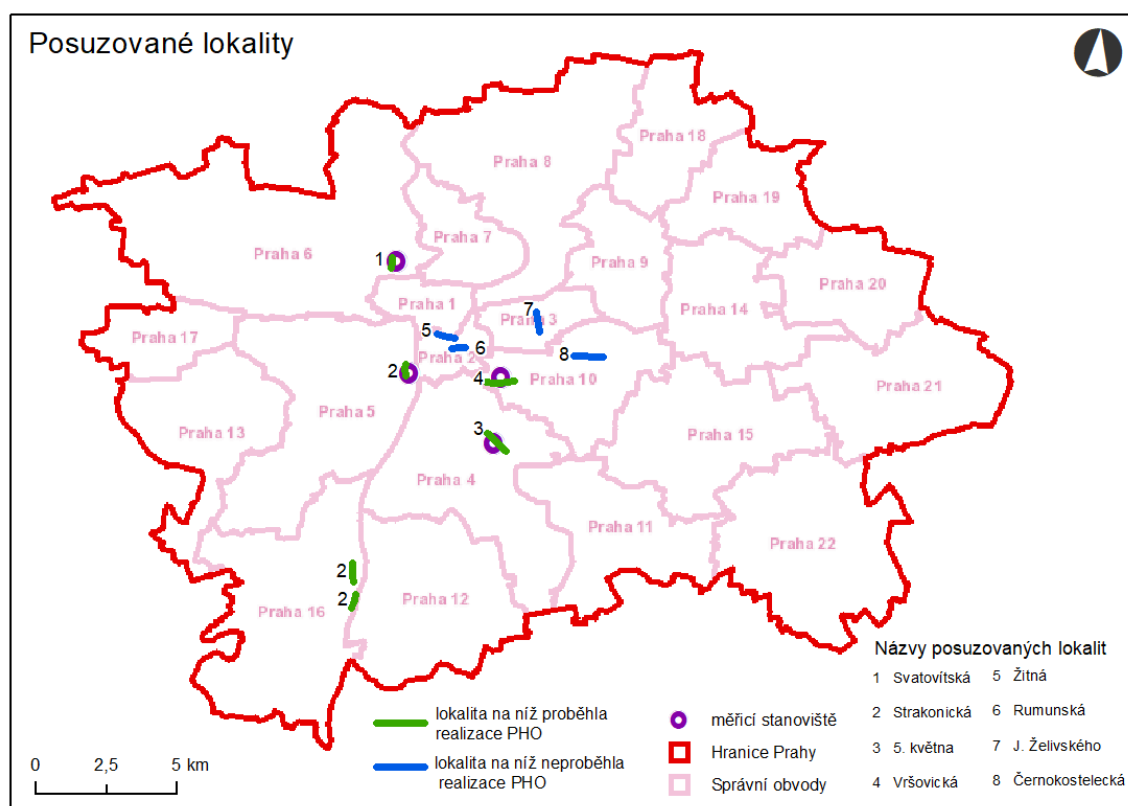 Posuzované lokality
Praha 18
Praha 8
Praha 19
Praha 7
Praha 6
1
Praha 9
Praha 20
Praha 1
7
Praha 3
Praha 14
Praha 17
5
6
Praha 2
8
2
4
Praha 10
Praha 21
Praha 5
3
Praha 13
Praha 15
Praha 4
Praha 11
Praha 22
2
2
Praha 12
Praha 16
Názvy posuzovaných lokalit
1 Svatovítská
2 Strakonická
3 5. května
4 Vršovická
5 Žitná
6 Rumunská
7 J. Želivského
8 Černokostelecká
lokalita na níž proběhla
realizace PHO
lokalita na níž neproběhla
realizace PHO
měřicí stanoviště
Hranice Prahy
Správní obvody
0 2,5 5 km